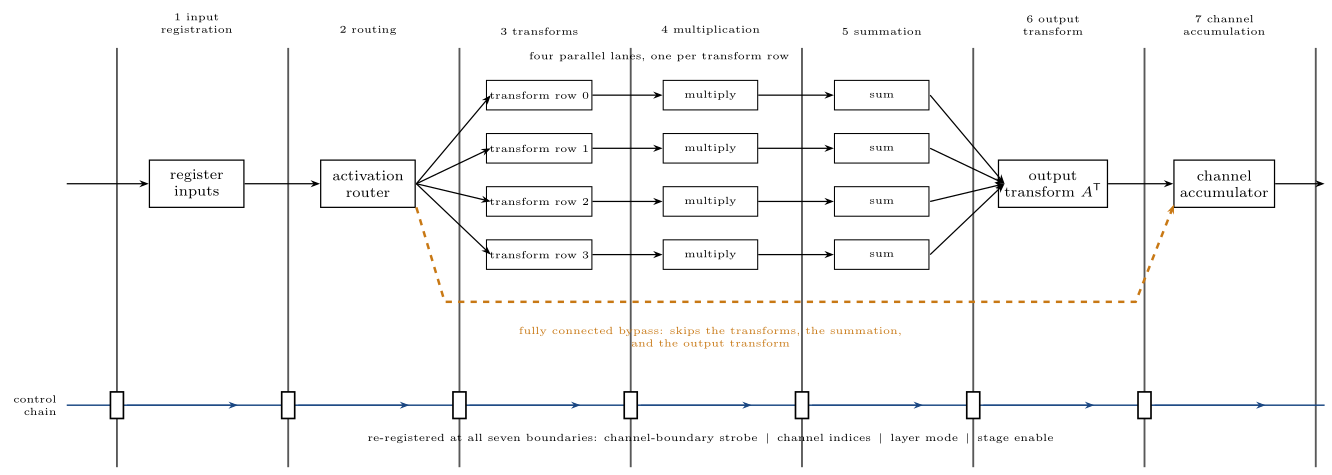 1 input
registration
2 routing
3 transforms
4 multiplication
5 summation
6 output
transform
7 channel
accumulation
four parallel lanes, one per transform row
transform row 0
multiply
sum
transform row 1
multiply
sum
register
inputs
activation
router
output
transform Aᵀ
channel
accumulator
transform row 2
multiply
sum
transform row 3
multiply
sum
fully connected bypass: skips the transforms, the summation,
and the output transform
control
chain
re-registered at all seven boundaries: channel-boundary strobe | channel indices | layer mode | stage enable